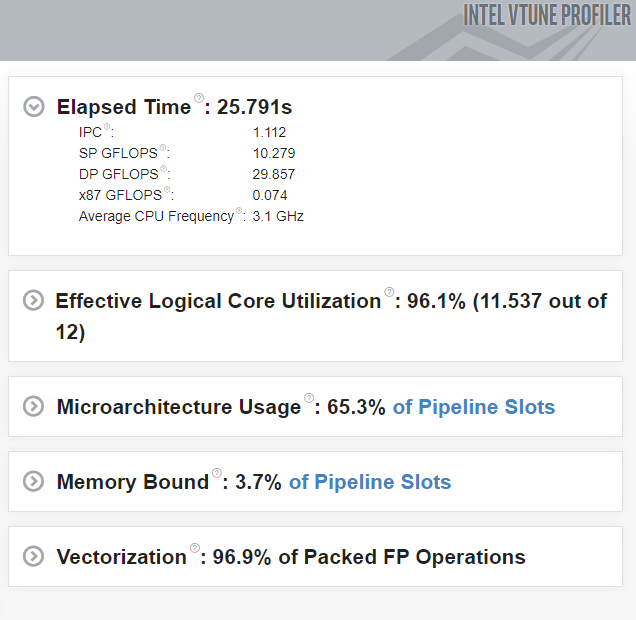 INTEL VTUNE PROFILER
Elapsed Time ?: 25.791s
IPC ?: 1.112
SP GFLOPS ?: 10.279
DP GFLOPS ?: 29.857
x87 GFLOPS ?: 0.074
Average CPU Frequency ?: 3.1 GHz
Effective Logical Core Utilization ?: 96.1% (11.537 out of
12)
Microarchitecture Usage ?: 65.3% of Pipeline Slots
Memory Bound ?: 3.7% of Pipeline Slots
Vectorization ?: 96.9% of Packed FP Operations